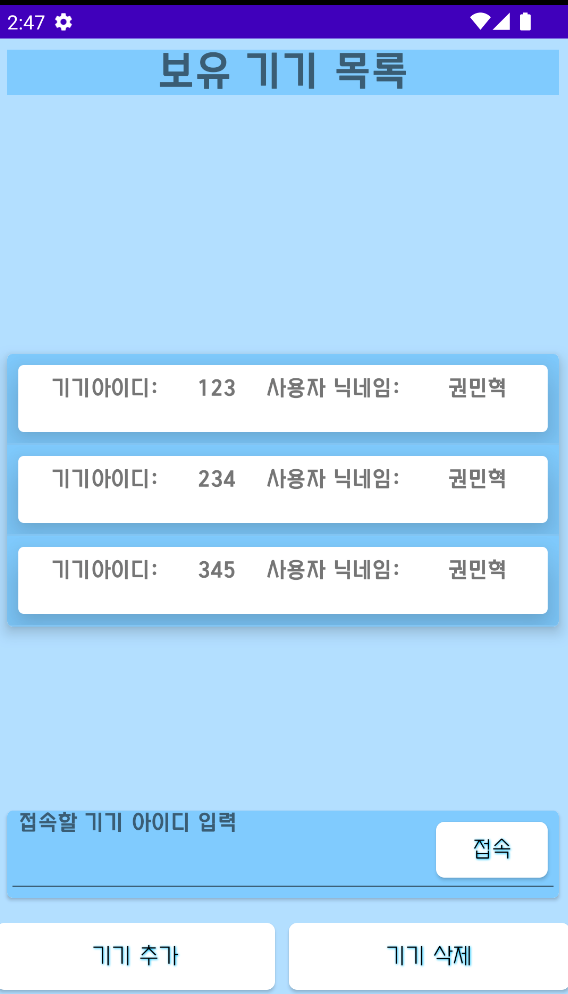 2:47
보유 기기 목록
기기아이디: 123 사용자 닉네임: 권민혁
기기아이디: 234 사용자 닉네임: 권민혁
기기아이디: 345 사용자 닉네임: 권민혁
접속할 기기 아이디 입력
접속
기기 추가 기기 삭제